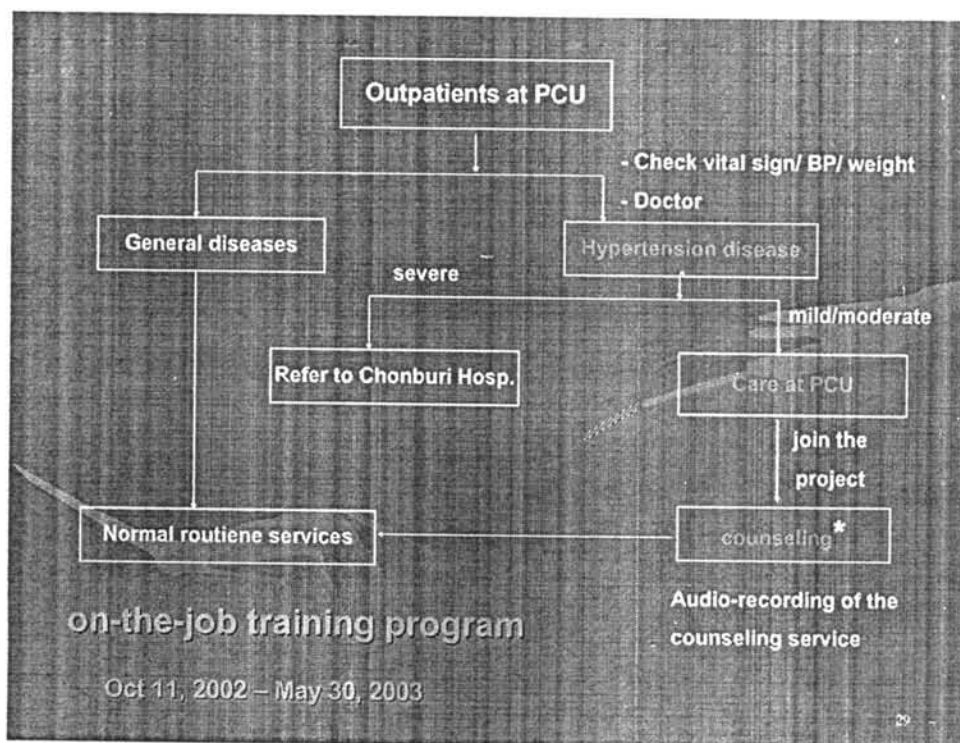 Outpatients at PCU
- Check vital sign/ BP/ weight
- Doctor
General diseases
Hypertension disease
severe
mild/moderate
Refer to Chonburi Hosp.
Care at PCU
join the
project
Normal routiene services
counseling*
Audio-recording of the
counseling service
on-the-job training program
Oct 11, 2002 – May 30, 2003
29